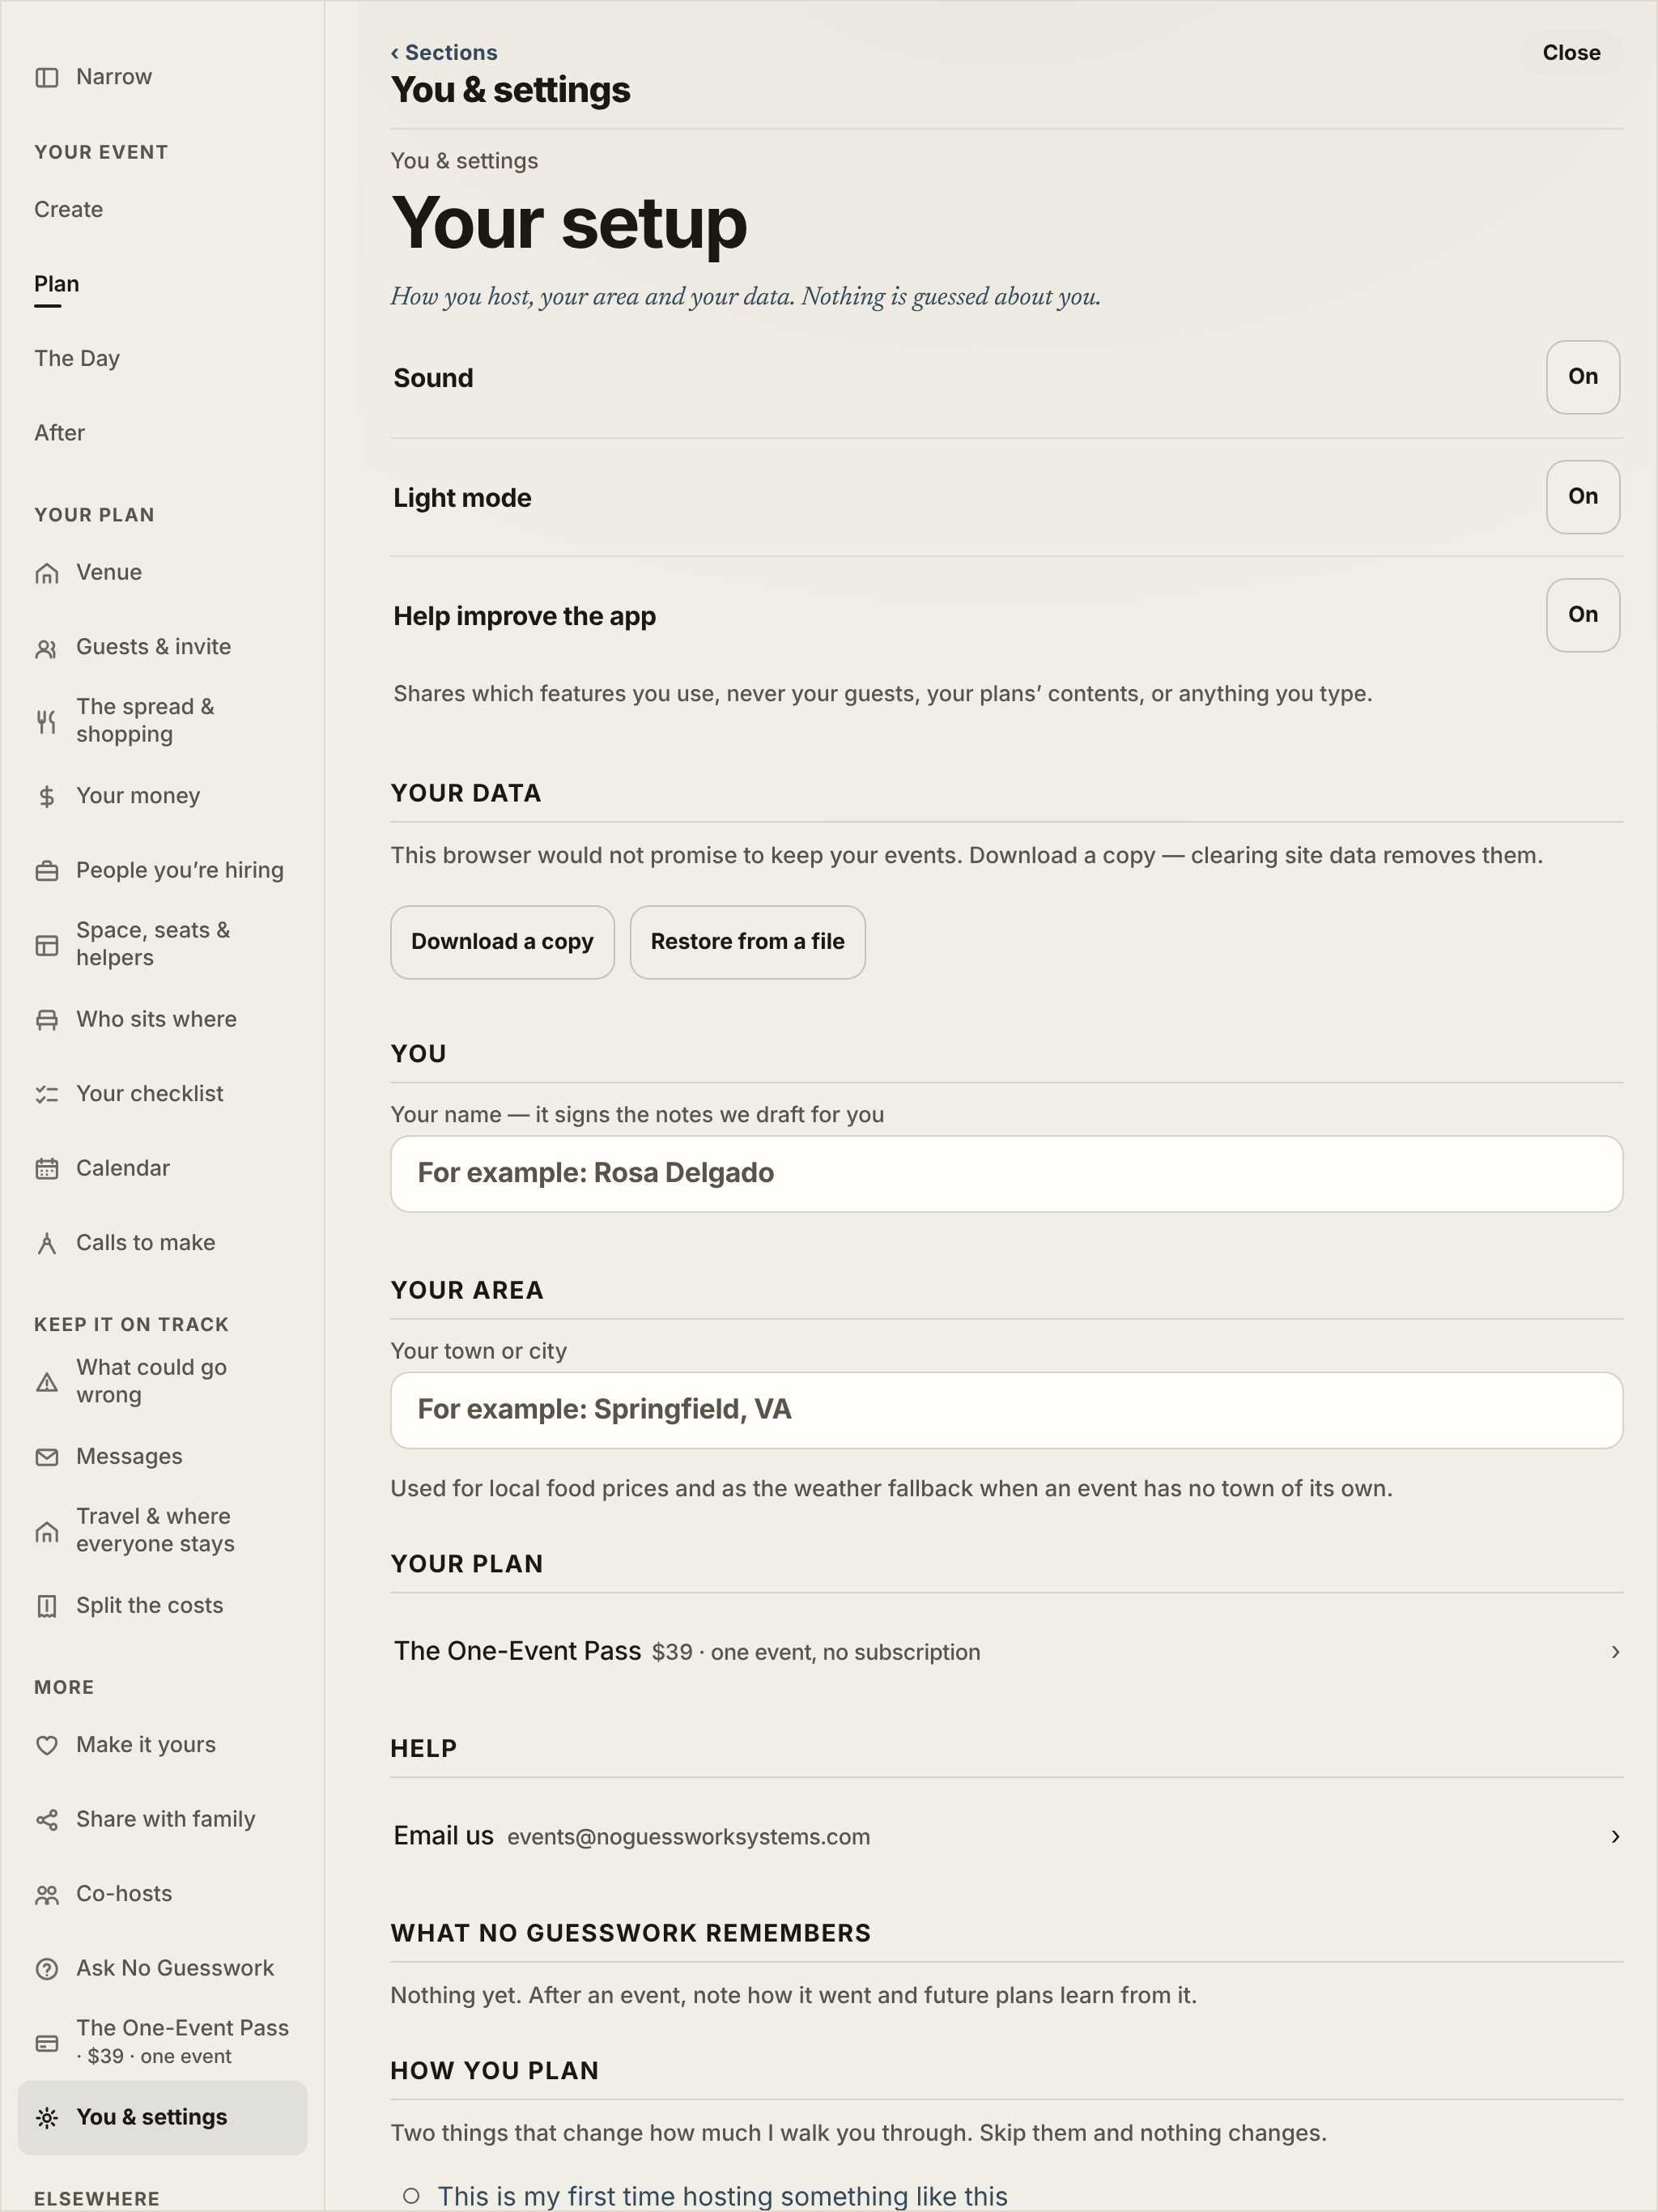 Narrow
YOUR EVENT
Create
Plan
The Day
After
YOUR PLAN
Venue
Guests & invite
The spread &
shopping
Your money
People you’re hiring
Space, seats &
helpers
Who sits where
Your checklist
Calendar
Calls to make
KEEP IT ON TRACK
What could go
wrong
Messages
Travel & where
everyone stays
Split the costs
MORE
Make it yours
Share with family
Co-hosts
Ask No Guesswork
The One-Event Pass
· $39 · one event
You & settings
ELSEWHERE
‹ Sections
Close
You & settings
You & settings
Your setup
How you host, your area and your data. Nothing is guessed about you.
Sound
On
Light mode
On
Help improve the app
On
Shares which features you use, never your guests, your plans’ contents, or anything you type.
YOUR DATA
This browser would not promise to keep your events. Download a copy — clearing site data removes them.
Download a copy
Restore from a file
YOU
Your name — it signs the notes we draft for you
For example: Rosa Delgado
YOUR AREA
Your town or city
For example: Springfield, VA
Used for local food prices and as the weather fallback when an event has no town of its own.
YOUR PLAN
The One-Event Pass $39 · one event, no subscription ›
HELP
Email us events@noguessworksystems.com ›
WHAT NO GUESSWORK REMEMBERS
Nothing yet. After an event, note how it went and future plans learn from it.
HOW YOU PLAN
Two things that change how much I walk you through. Skip them and nothing changes.
This is my first time hosting something like this